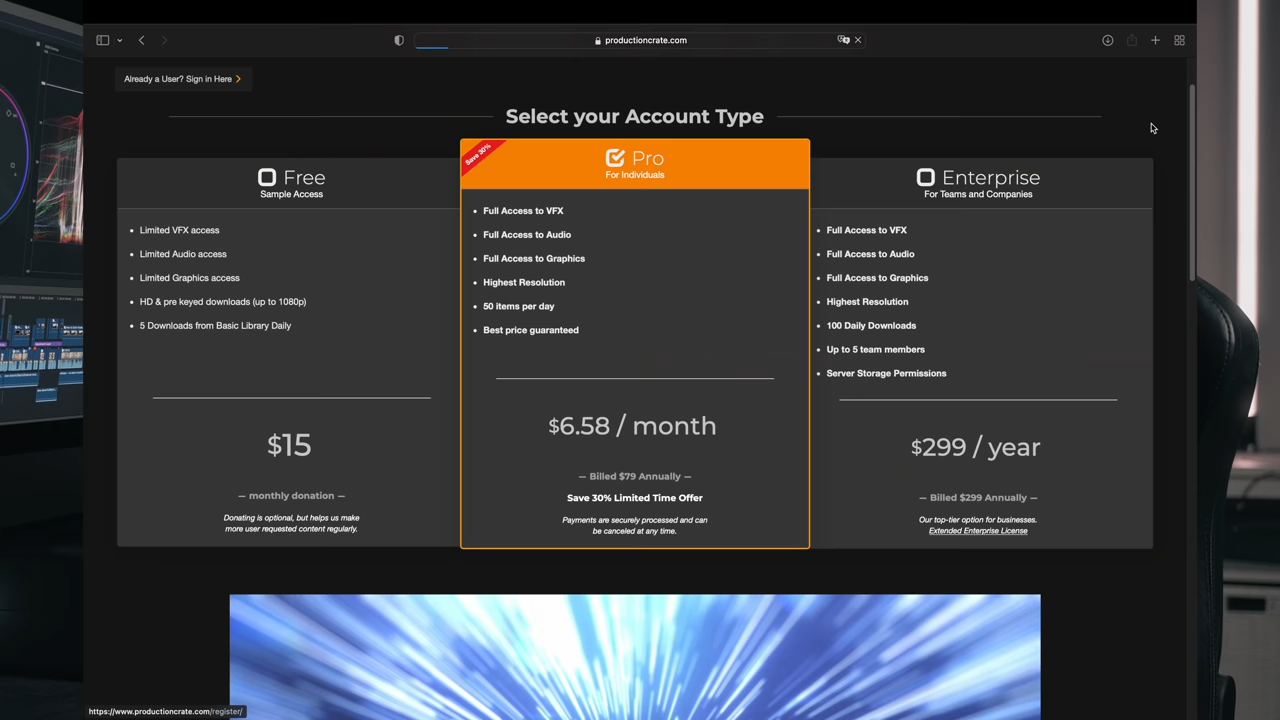 productioncrate.com
Already a User? Sign in Here
Select your Account Type
Free
Sample Access
Limited VFX access
Limited Audio access
Limited Graphics access
HD & pre keyed downloads (up to 1080p)
5 Downloads from Basic Library Daily
$15
— monthly donation —
Donating is optional, but helps us make
more user requested content regularly.
Save 30%
Pro
For Individuals
Full Access to VFX
Full Access to Audio
Full Access to Graphics
Highest Resolution
50 items per day
Best price guaranteed
$6.58 / month
— Billed $79 Annually —
Save 30% Limited Time Offer
Payments are securely processed and can
be canceled at any time.
Enterprise
For Teams and Companies
Full Access to VFX
Full Access to Audio
Full Access to Graphics
Highest Resolution
100 Daily Downloads
Up to 5 team members
Server Storage Permissions
$299 / year
— Billed $299 Annually —
Our top-tier option for businesses.
Extended Enterprise License
https://www.productioncrate.com/register/